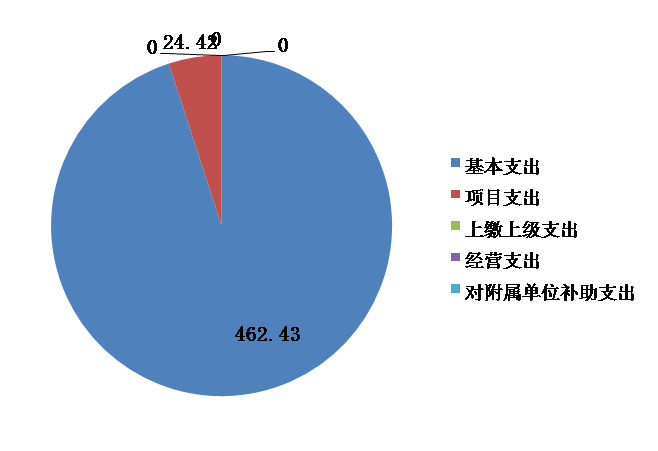 0
24.42
0
0
462.43
基本支出
项目支出
上缴上级支出
经营支出
对附属单位补助支出